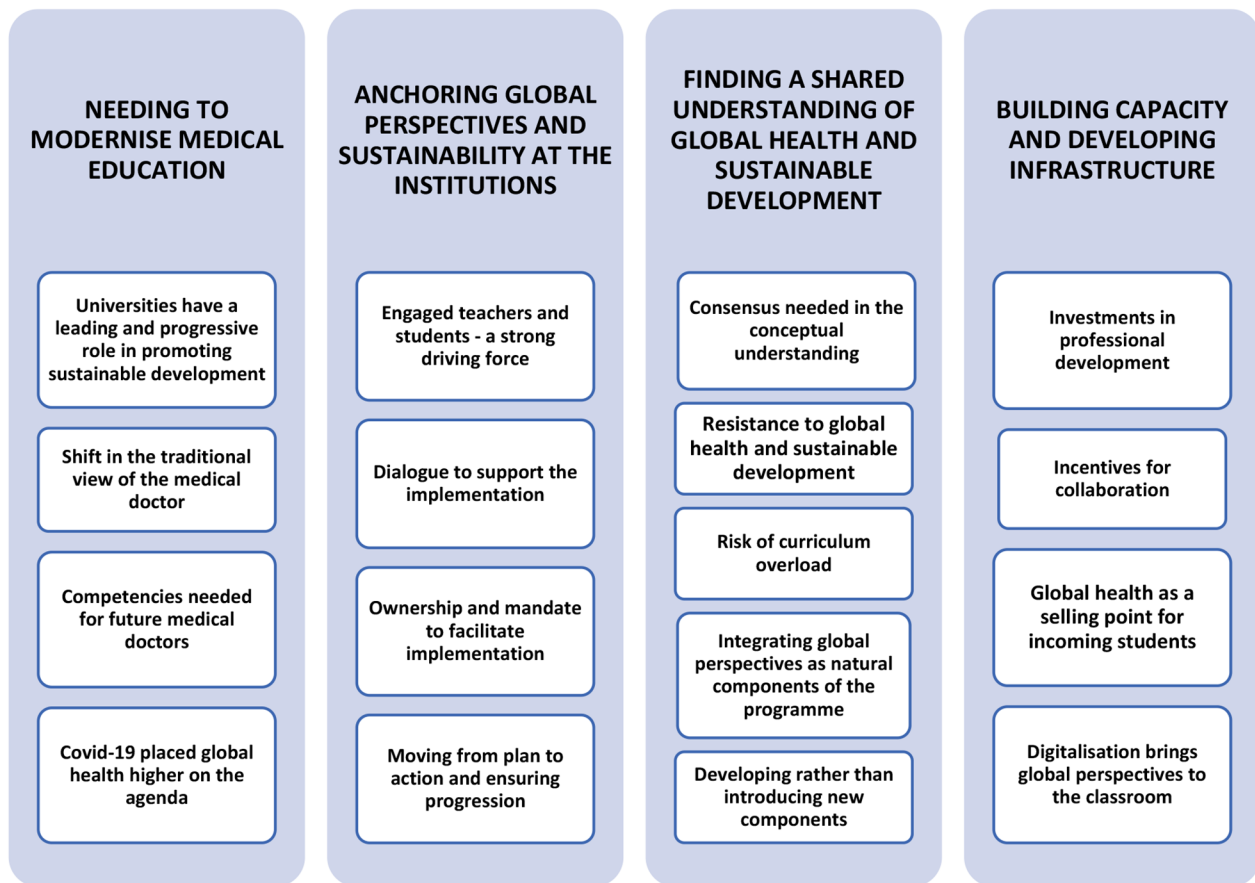 NEEDING TO
MODERNISE MEDICAL
EDUCATION
Universities have a
leading and progressive
role in promoting
sustainable development
Shift in the traditional
view of the medical
doctor
Competencies needed
for future medical
doctors
Covid-19 placed global
health higher on the
agenda
ANCHORING GLOBAL
PERSPECTIVES AND
SUSTAINABILITY AT THE
INSTITUTIONS
Engaged teachers and
students - a strong
driving force
Dialogue to support the
implementation
Ownership and mandate
to facilitate
implementation
Moving from plan to
action and ensuring
progression
FINDING A SHARED
UNDERSTANDING OF
GLOBAL HEALTH AND
SUSTAINABLE
DEVELOPMENT
Consensus needed in the
conceptual
understanding
Resistance to global
health and sustainable
development
Risk of curriculum
overload
Integrating global
perspectives as natural
components of the
programme
Developing rather than
introducing new
components
BUILDING CAPACITY
AND DEVELOPING
INFRASTRUCTURE
Investments in
professional
development
Incentives for
collaboration
Global health as a
selling point for
incoming students
Digitalisation brings
global perspectives to
the classroom